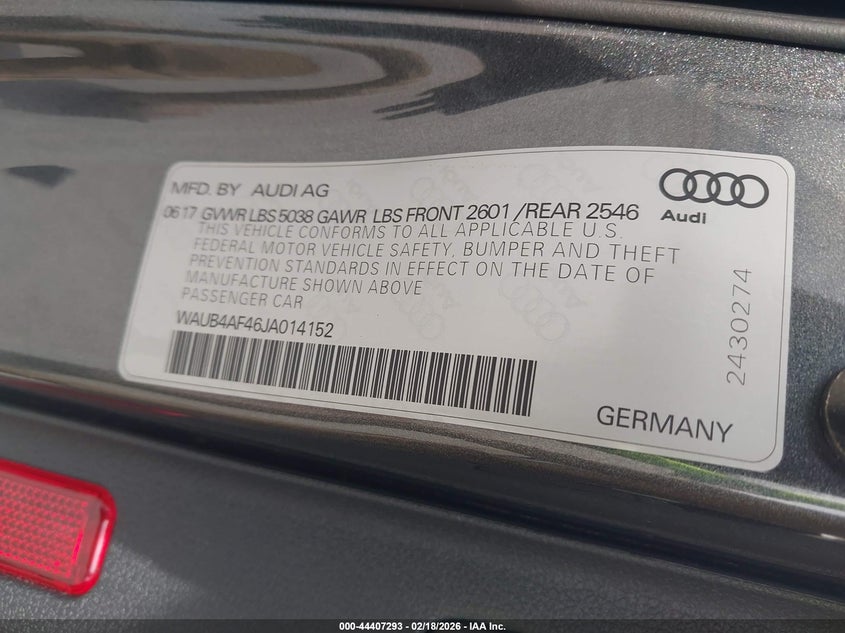 MFD. BY AUDI AG
0617 GVWR LBS 5038 GAWR LBS FRONT 2601 /REAR 2546
THIS VEHICLE CONFORMS TO ALL APPLICABLE U.S.
FEDERAL MOTOR VEHICLE SAFETY, BUMPER AND THEFT
PREVENTION STANDARDS IN EFFECT ON THE DATE OF
MANUFACTURE SHOWN ABOVE
PASSENGER CAR
WAUB4AF46JA014152
Audi
2430274
GERMANY
000-44407293 - 02/18/2026 - IAA Inc.